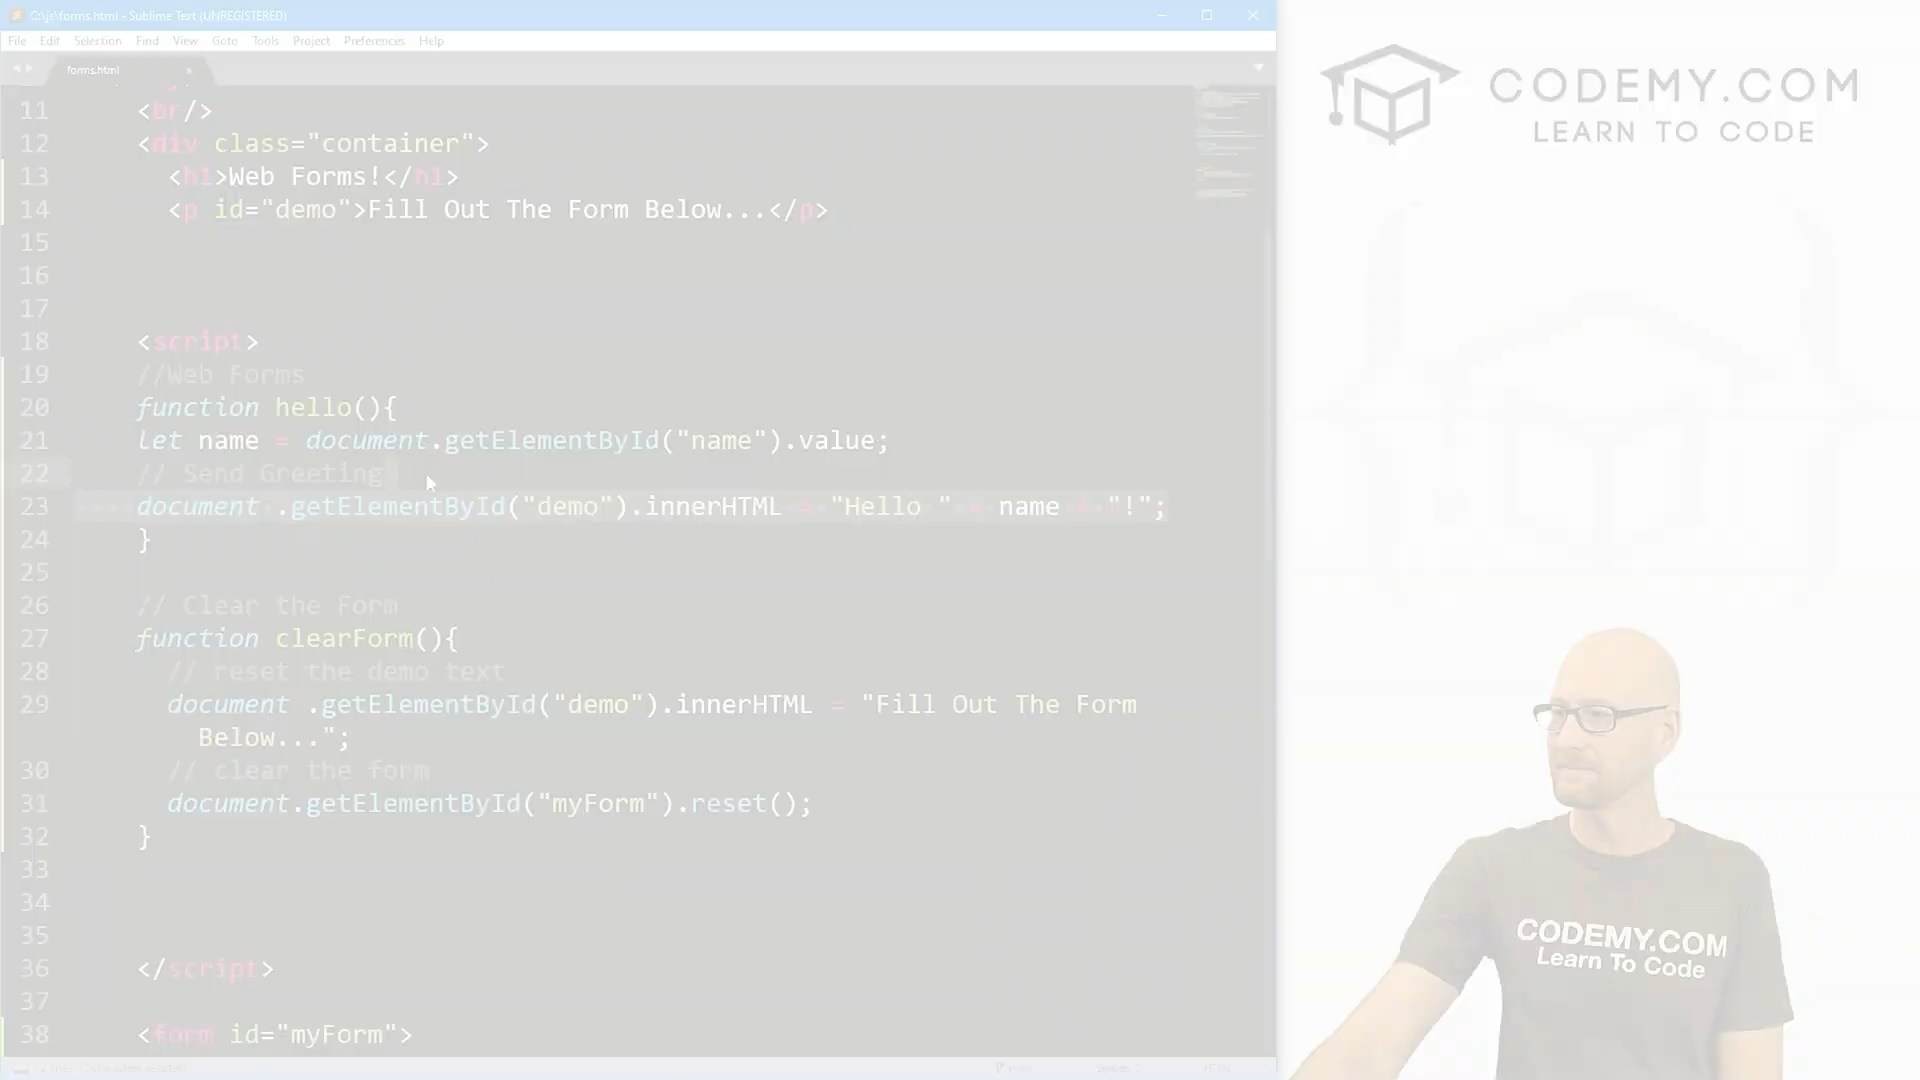 C:\js\forms.html - Sublime Text (UNREGISTERED)
File Edit Selection Find View Goto Tools Project Preferences Help
forms.html
11 <br/>
12 <div class="container">
13 <h1>Web Forms!</h1>
14 <p id="demo">Fill Out The Form Below...</p>
15
16
17
18 <script>
19 //Web Forms
20 function hello(){
21 let name = document.getElementById("name").value;
22 // Send Greeting
23 document .getElementById("demo").innerHTML = "Hello " + name + "!";
24 }
25
26 // Clear the Form
27 function clearForm(){
28 // reset the demo text
29 document .getElementById("demo").innerHTML = "Fill Out The Form
Below...";
30 // clear the form
31 document.getElementById("myForm").reset();
32 }
33
34
35
36 </script>
37
38 <form id="myForm">
CODEMY.COM
LEARN TO CODE
CODEMY.COM
Learn To Code